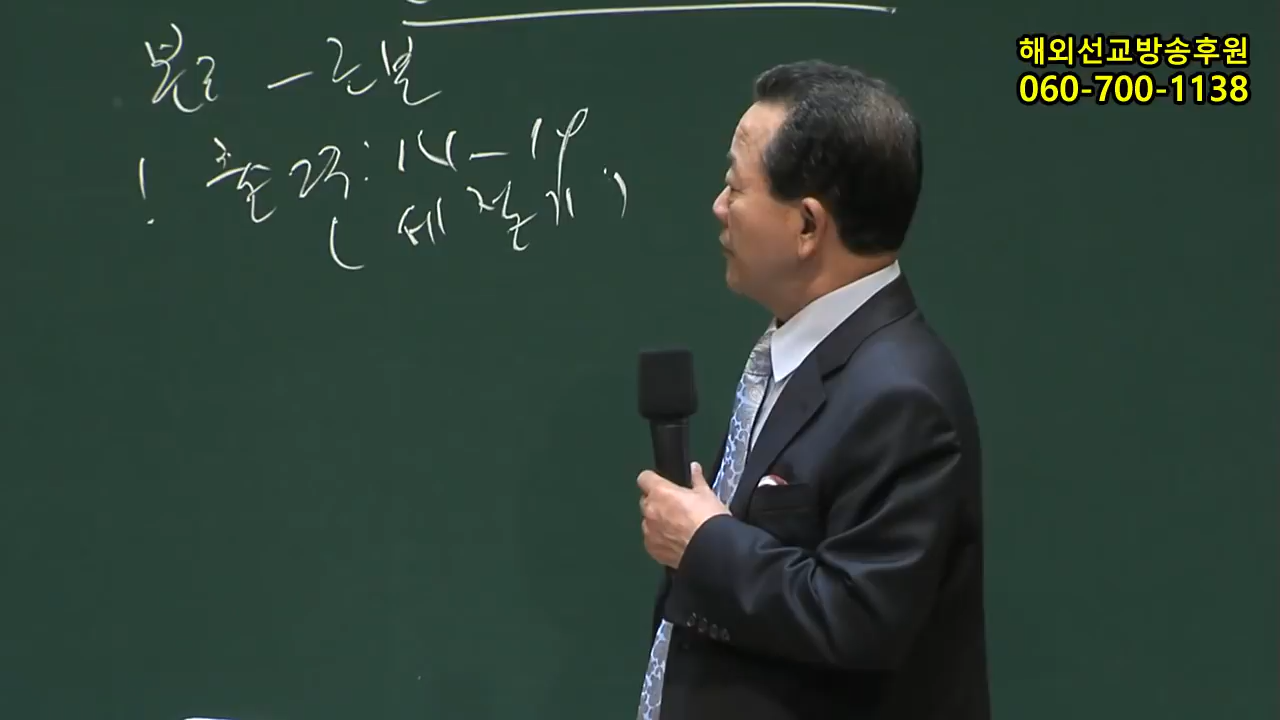 해외선교방송후원
060-700-1138
본론 - 근본
! 출 23: 14-19
세 절기